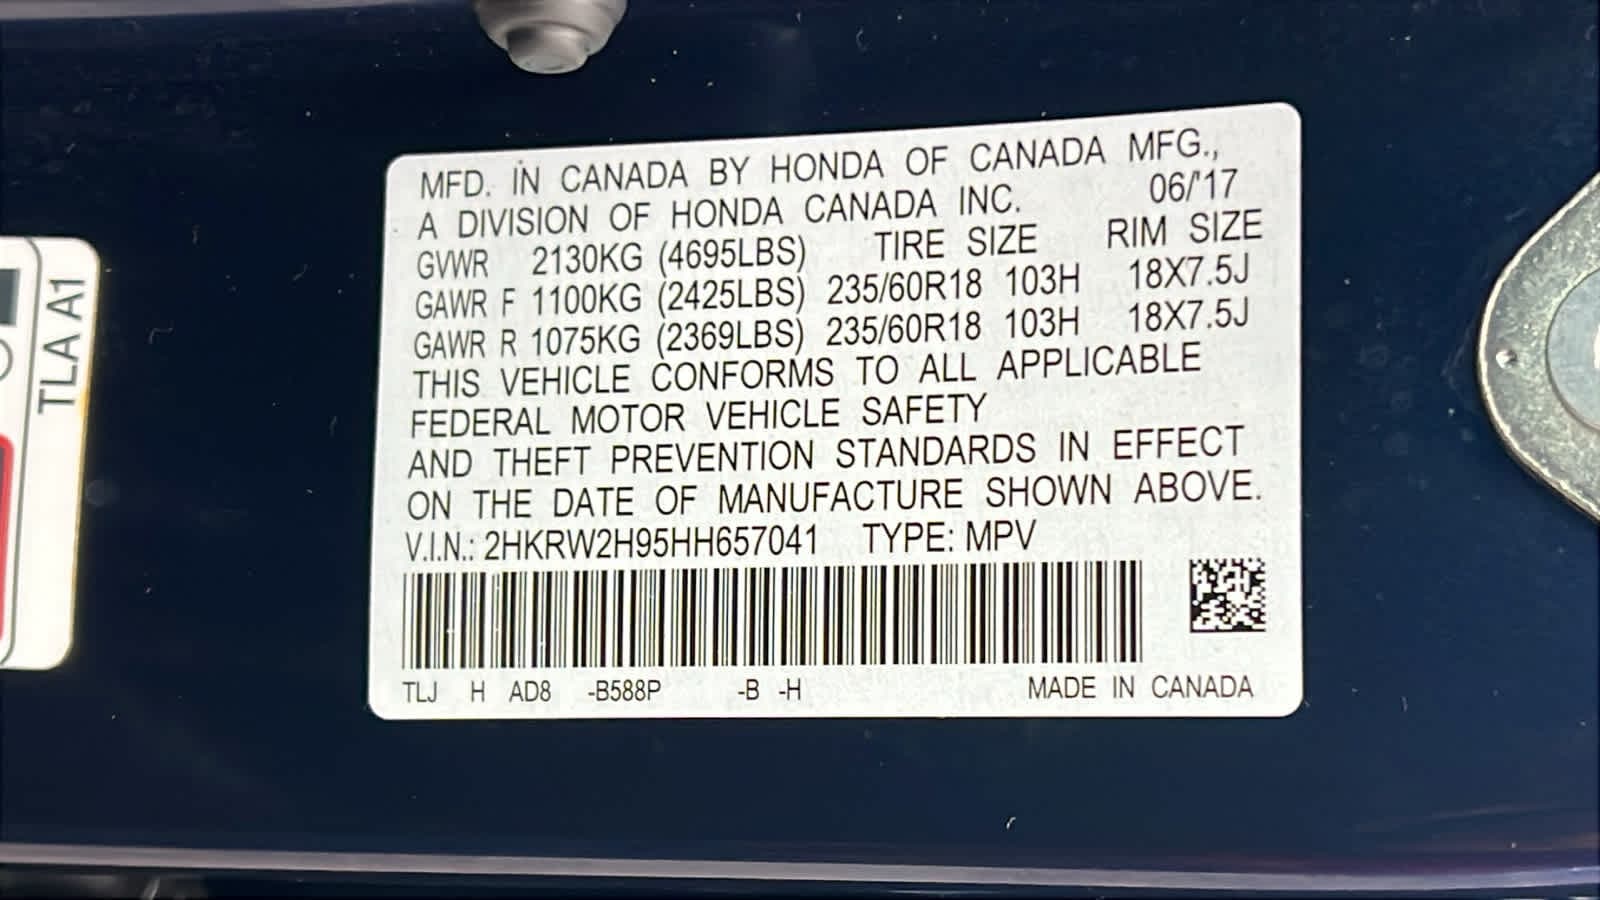 MFD. IN CANADA BY HONDA OF CANADA MFG.,
A DIVISION OF HONDA CANADA INC. 06/'17
GVWR 2130KG (4695LBS) TIRE SIZE RIM SIZE
GAWR F 1100KG (2425LBS) 235/60R18 103H 18X7.5J
GAWR R 1075KG (2369LBS) 235/60R18 103H 18X7.5J
THIS VEHICLE CONFORMS TO ALL APPLICABLE
FEDERAL MOTOR VEHICLE SAFETY
AND THEFT PREVENTION STANDARDS IN EFFECT
ON THE DATE OF MANUFACTURE SHOWN ABOVE.
V.I.N.: 2HKRW2H95HH657041 TYPE: MPV
TLJ H AD8 -B588P -B -H MADE IN CANADA
TLA A1